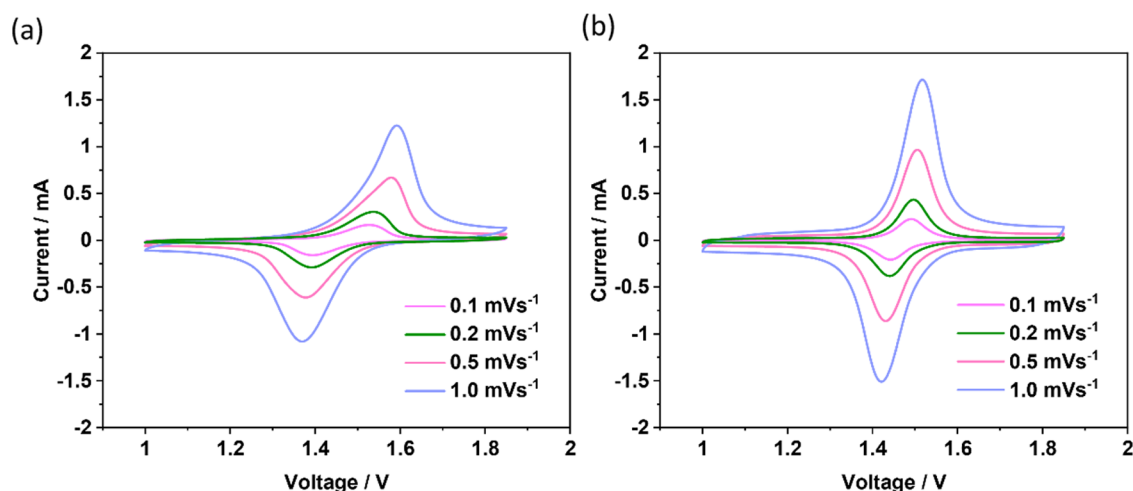 (a)
2
1.5
1
0.5
0
-0.5
-1
-1.5
-2
Current / mA
1
1.2
1.4
1.6
1.8
2
Voltage / V
0.1 mVs⁻¹
0.2 mVs⁻¹
0.5 mVs⁻¹
1.0 mVs⁻¹
(b)
2
1.5
1
0.5
0
-0.5
-1
-1.5
-2
Current / mA
1
1.2
1.4
1.6
1.8
2
Voltage / V
0.1 mVs⁻¹
0.2 mVs⁻¹
0.5 mVs⁻¹
1.0 mVs⁻¹